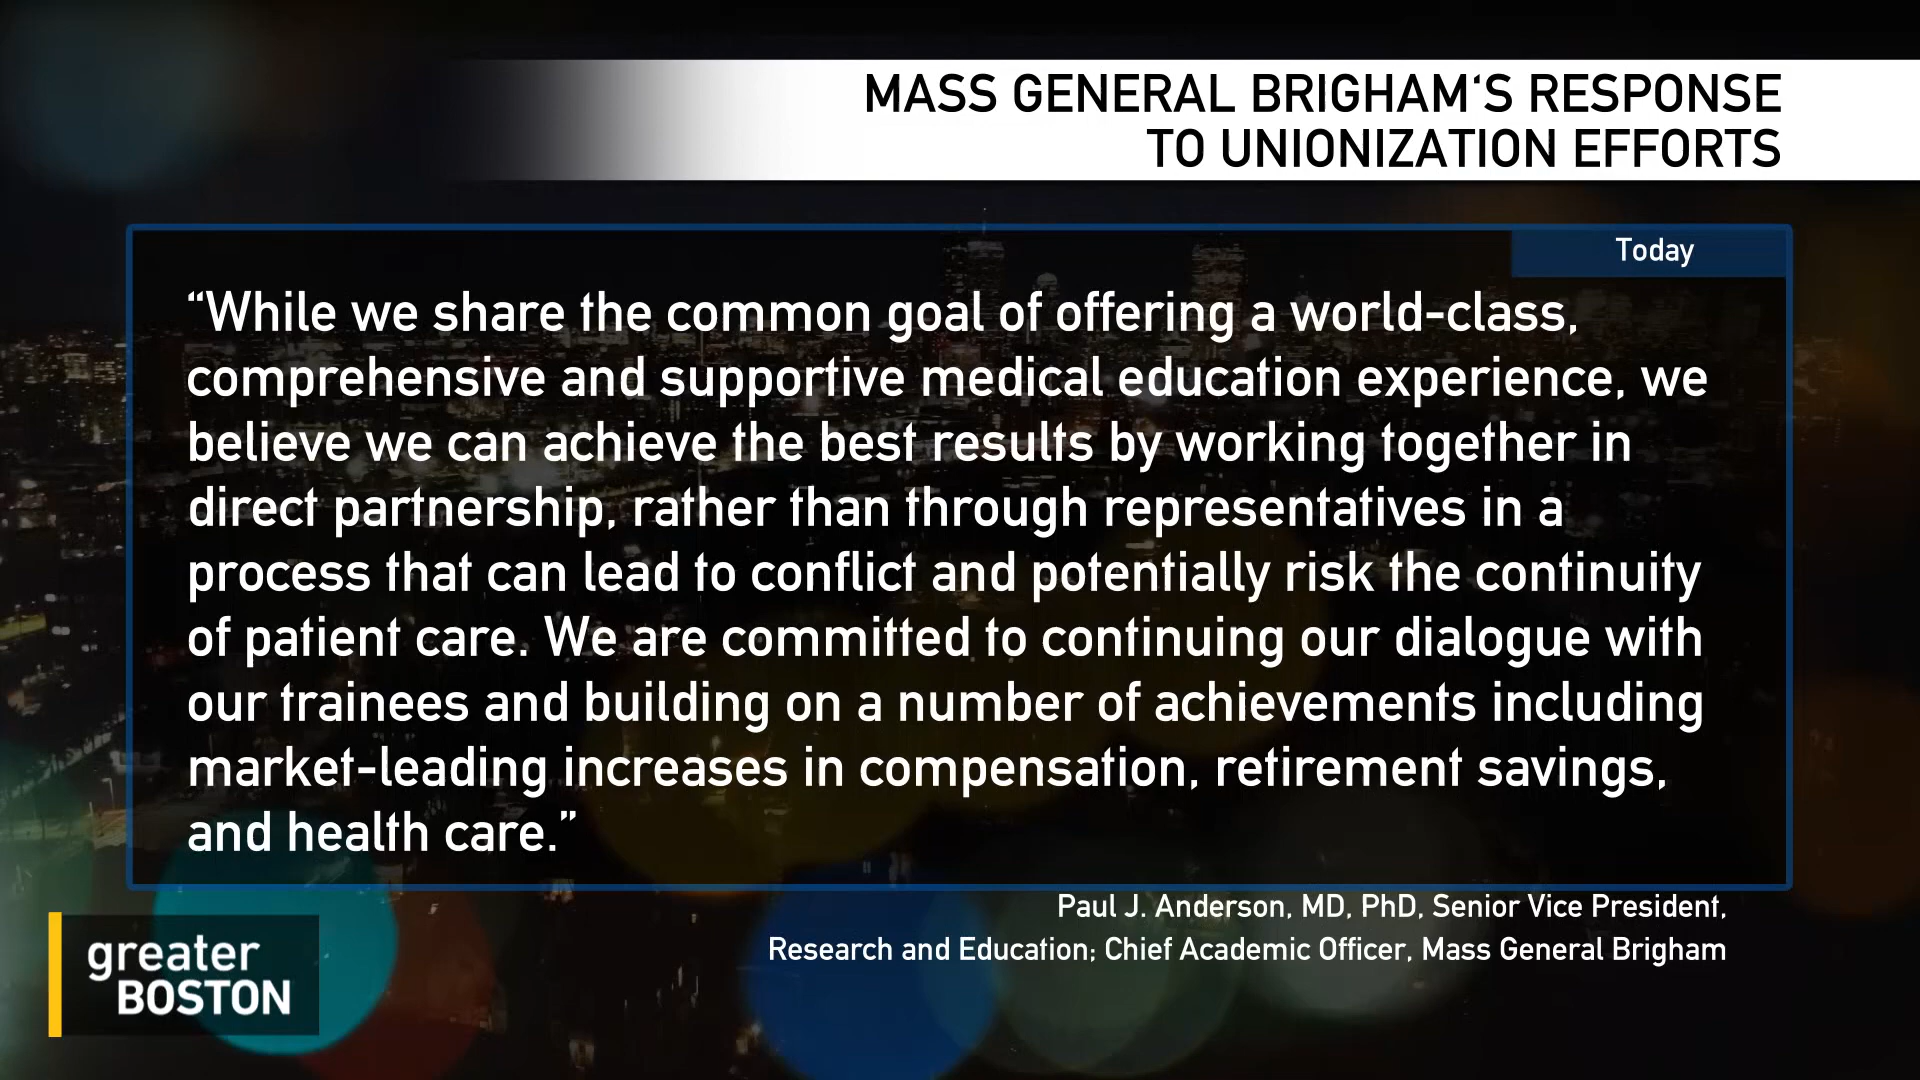 MASS GENERAL BRIGHAM‘S RESPONSE
TO UNIONIZATION EFFORTS
Today
“While we share the common goal of offering a world-class,
comprehensive and supportive medical education experience, we
believe we can achieve the best results by working together in
direct partnership, rather than through representatives in a
process that can lead to conflict and potentially risk the continuity
of patient care. We are committed to continuing our dialogue with
our trainees and building on a number of achievements including
market-leading increases in compensation, retirement savings,
and health care.”
Paul J. Anderson, MD, PhD, Senior Vice President,
Research and Education; Chief Academic Officer, Mass General Brigham
greater
BOSTON